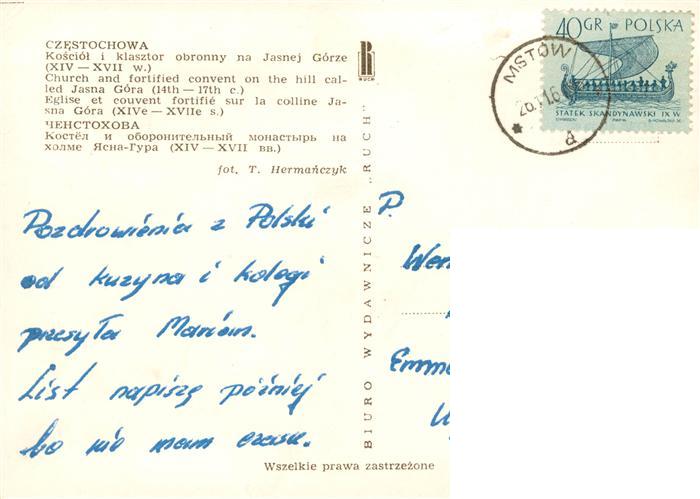 CZĘSTOCHOWA
Kościół i klasztor obronny na Jasnej Górze
(XIV — XVII w.)
Church and fortified convent on the hill cal-
led Jasna Góra (14th — 17th c.)
Eglise et couvent fortifié sur la colline Ja-
sna Góra (XIVe — XVIIe s.)
ЧЕНСТОХОВА
Костёл и оборонительный монастырь на
холме Ясна-Гура (XIV — XVII вв.)
fot. T. Hermańczyk
Pozdrowienia z Polski
od kuzyna i kolegi
przesyła Marian.
List napiszę później
bo nie mam czasu.
RUCH
BIURO WYDAWNICZE „RUCH"
Wszelkie prawa zastrzeżone
40 GR POLSKA
STATEK SKANDYNAWSKI IX W
MSTÓW
a
P.
Wen
Emma